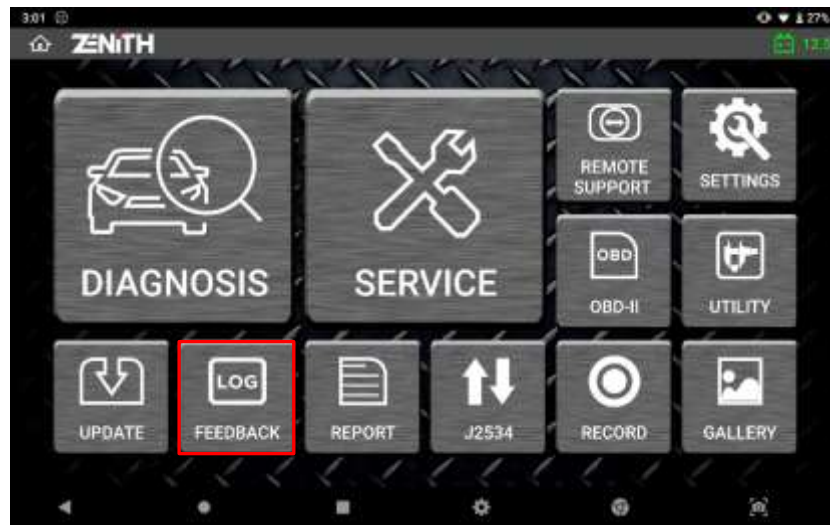 3:01 27%
ZENITH 12.
DIAGNOSIS
SERVICE
REMOTE
SUPPORT
SETTINGS
OBD
OBD-II
UTILITY
UPDATE
LOG
FEEDBACK
REPORT
J2534
RECORD
GALLERY